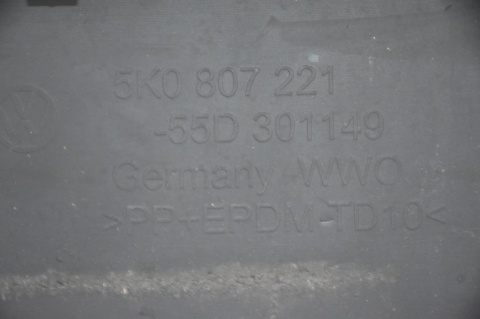 5K0 807 221
-55D 301149
Germany -WWO
>PP+EPDM-TD10<